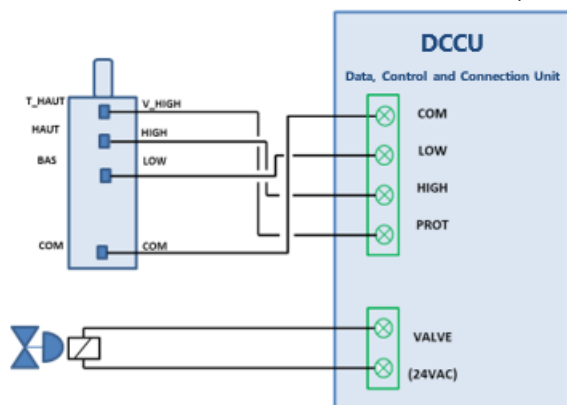 DCCU
Data, Control and Connection Unit
T_HAUT V_HIGH COM
HAUT HIGH LOW
BAS LOW HIGH
PROT
COM COM
VALVE
(24VAC)